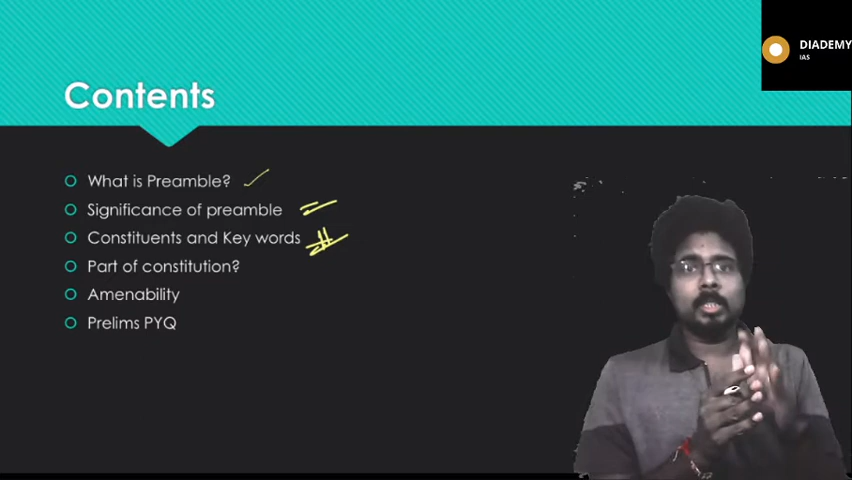 DIADEMY
IAS
Contents
What is Preamble?
Significance of preamble
Constituents and Key words
Part of constitution?
Amenability
Prelims PYQ